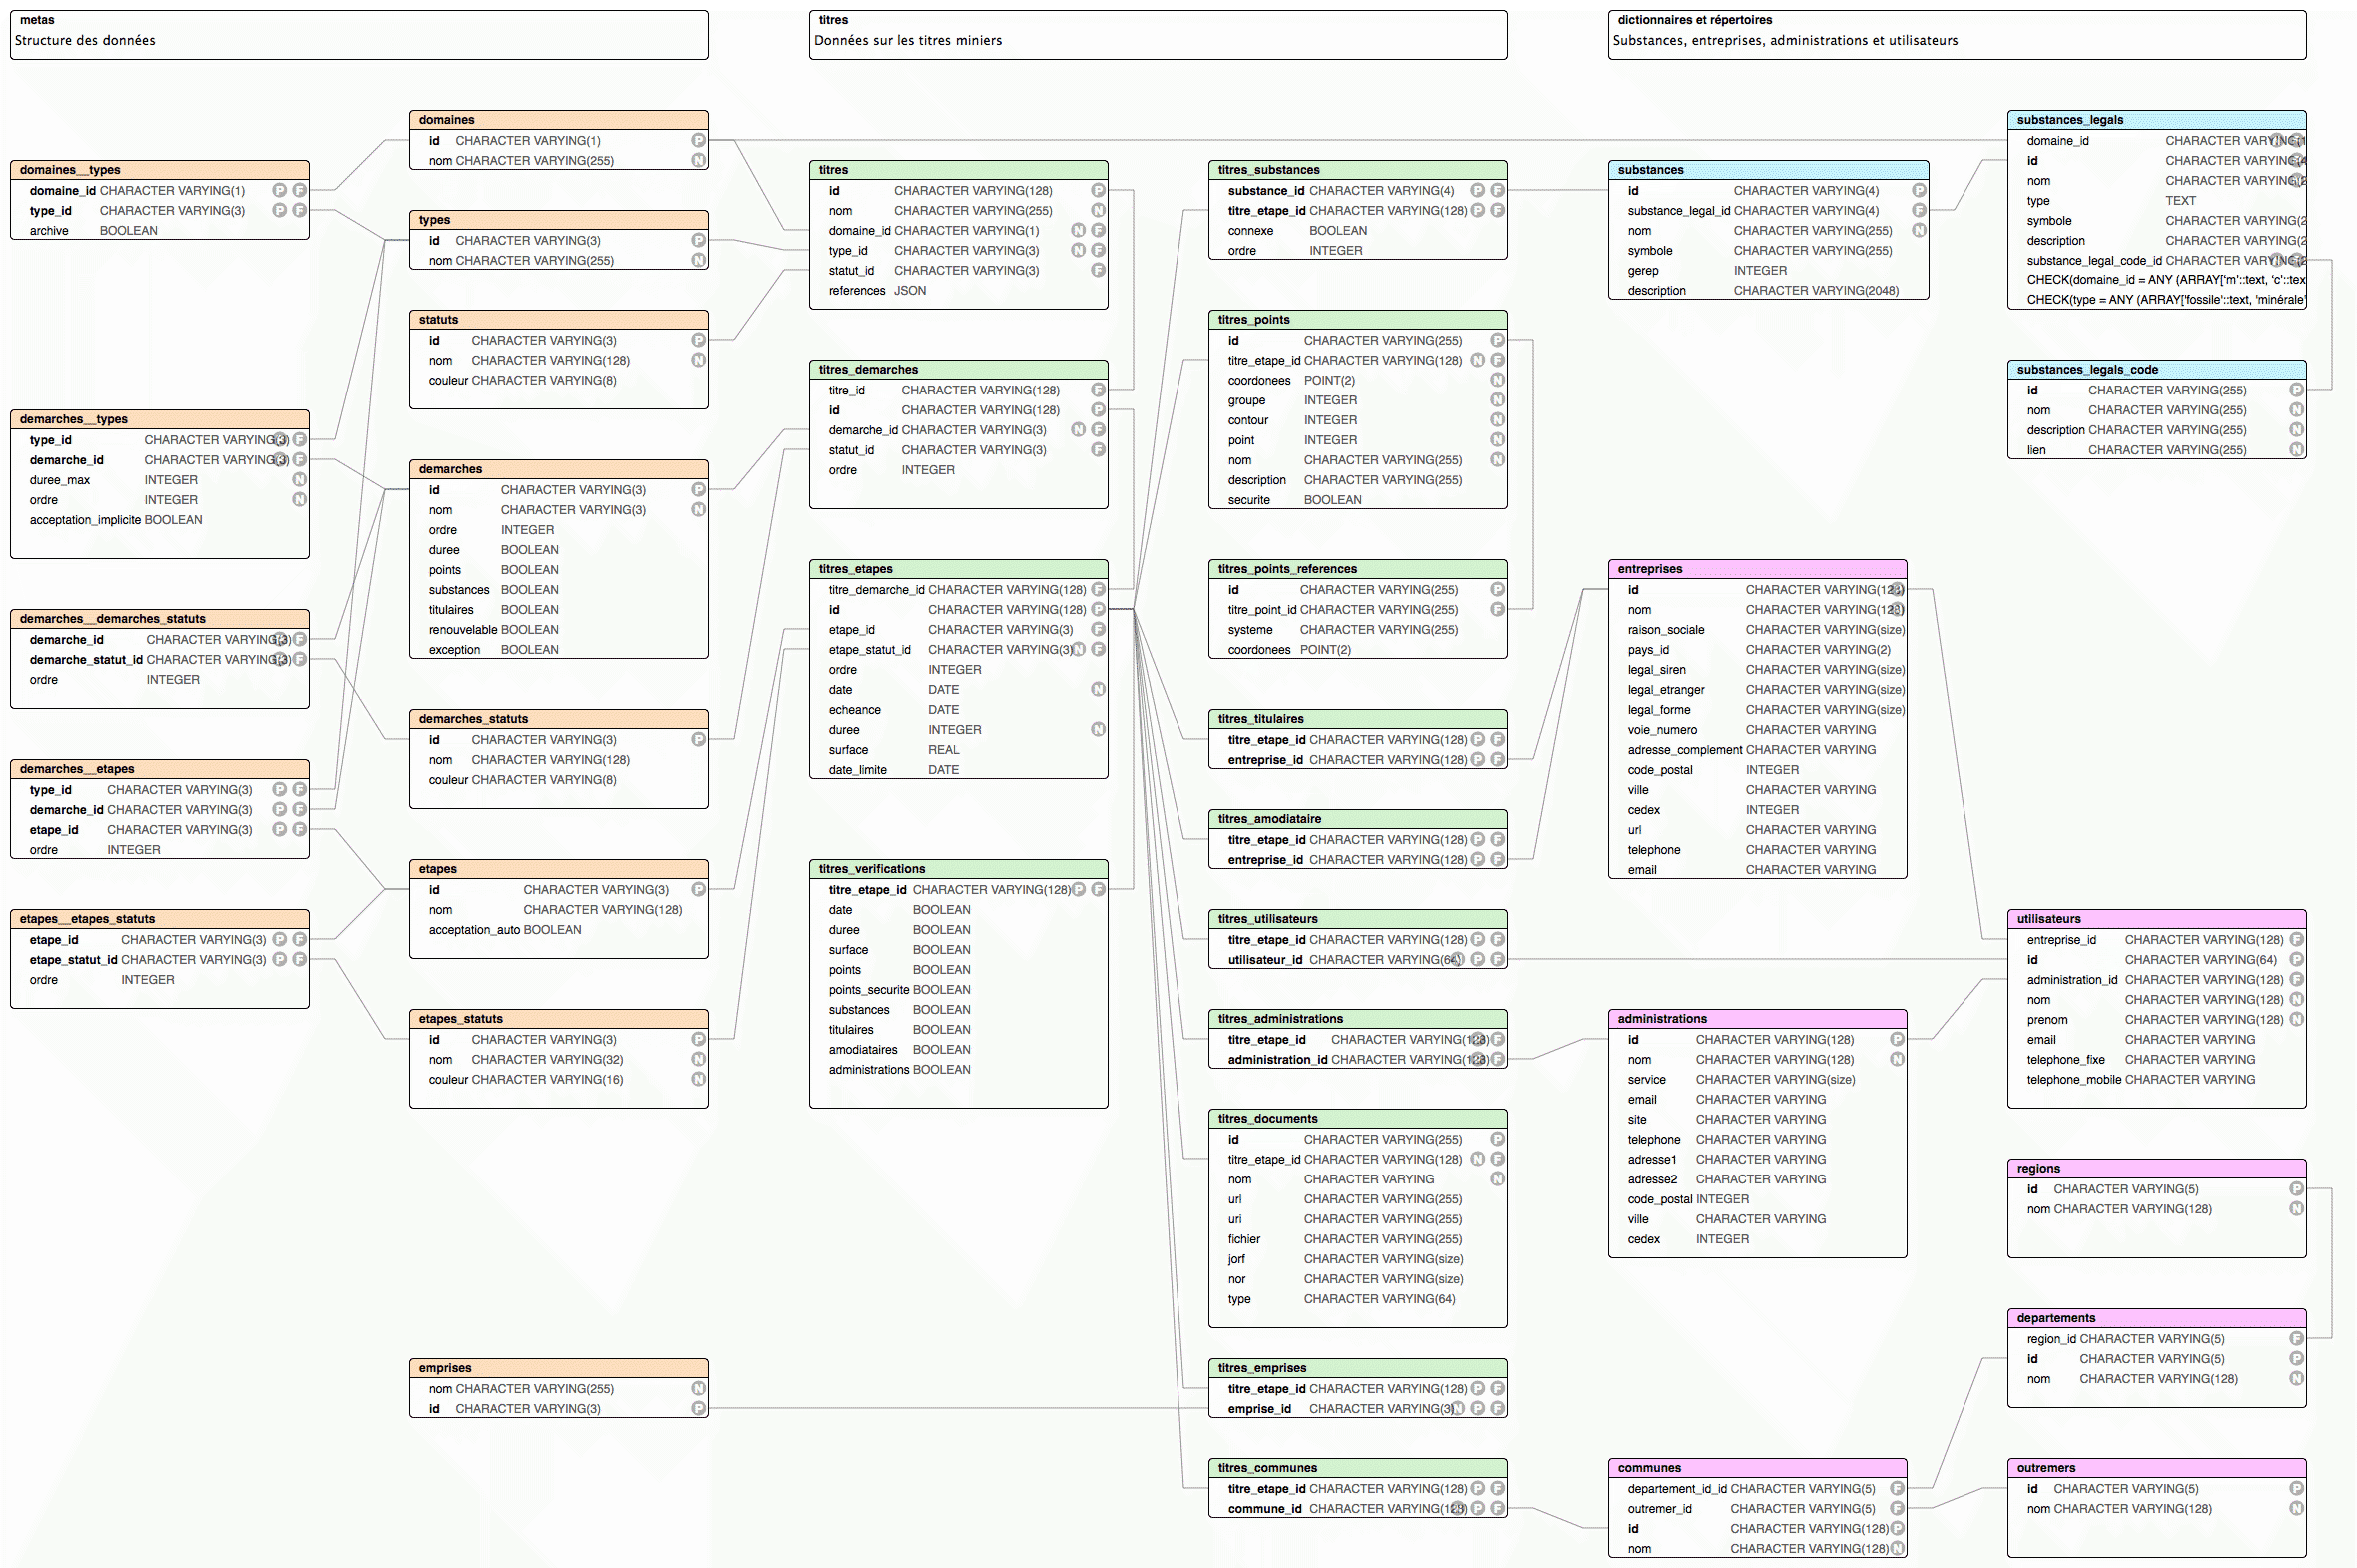 metas
Structure des données
titres
Données sur les titres miniers
dictionnaires et répertoires
Substances, entreprises, administrations et utilisateurs
domaines__types
domaine_id CHARACTER VARYING(1) P F
type_id CHARACTER VARYING(3) P F
archive BOOLEAN
demarches__types
type_id CHARACTER VARYING(3) F
demarche_id CHARACTER VARYING(3) F
duree_max INTEGER N
ordre INTEGER N
acceptation_implicite BOOLEAN
demarches__demarches_statuts
demarche_id CHARACTER VARYING(3) F
demarche_statut_id CHARACTER VARYING(3) F
ordre INTEGER
demarches__etapes
type_id CHARACTER VARYING(3) P F
demarche_id CHARACTER VARYING(3) P F
etape_id CHARACTER VARYING(3) P F
ordre INTEGER
etapes__etapes_statuts
etape_id CHARACTER VARYING(3) P F
etape_statut_id CHARACTER VARYING(3) P F
ordre INTEGER
domaines
id CHARACTER VARYING(1) P
nom CHARACTER VARYING(255) N
types
id CHARACTER VARYING(3) P
nom CHARACTER VARYING(255) N
statuts
id CHARACTER VARYING(3) P
nom CHARACTER VARYING(128) N
couleur CHARACTER VARYING(8)
demarches
id CHARACTER VARYING(3) P
nom CHARACTER VARYING(3) N
ordre INTEGER
duree BOOLEAN
points BOOLEAN
substances BOOLEAN
titulaires BOOLEAN
renouvelable BOOLEAN
exception BOOLEAN
demarches_statuts
id CHARACTER VARYING(3) P
nom CHARACTER VARYING(128)
couleur CHARACTER VARYING(8)
etapes
id CHARACTER VARYING(3) P
nom CHARACTER VARYING(128)
acceptation_auto BOOLEAN
etapes_statuts
id CHARACTER VARYING(3) P
nom CHARACTER VARYING(32) N
couleur CHARACTER VARYING(16) N
emprises
nom CHARACTER VARYING(255) N
id CHARACTER VARYING(3) P
titres
id CHARACTER VARYING(128) P
nom CHARACTER VARYING(255) N
domaine_id CHARACTER VARYING(1) N F
type_id CHARACTER VARYING(3) N F
statut_id CHARACTER VARYING(3) F
references JSON
titres_demarches
titre_id CHARACTER VARYING(128) F
id CHARACTER VARYING(128) P
demarche_id CHARACTER VARYING(3) N F
statut_id CHARACTER VARYING(3) F
ordre INTEGER
titres_etapes
titre_demarche_id CHARACTER VARYING(128) F
id CHARACTER VARYING(128) P
etape_id CHARACTER VARYING(3) F
etape_statut_id CHARACTER VARYING(3) N F
ordre INTEGER
date DATE N
echeance DATE
duree INTEGER N
surface REAL
date_limite DATE
titres_verifications
titre_etape_id CHARACTER VARYING(128) P F
date BOOLEAN
duree BOOLEAN
surface BOOLEAN
points BOOLEAN
points_securite BOOLEAN
substances BOOLEAN
titulaires BOOLEAN
amodiataires BOOLEAN
administrations BOOLEAN
titres_substances
substance_id CHARACTER VARYING(4) P F
titre_etape_id CHARACTER VARYING(128) P F
connexe BOOLEAN
ordre INTEGER
titres_points
id CHARACTER VARYING(255) P
titre_etape_id CHARACTER VARYING(128) N F
coordonees POINT(2) N
groupe INTEGER N
contour INTEGER N
point INTEGER N
nom CHARACTER VARYING(255) N
description CHARACTER VARYING(255)
securite BOOLEAN
titres_points_references
id CHARACTER VARYING(255) P
titre_point_id CHARACTER VARYING(255) F
systeme CHARACTER VARYING(255)
coordonees POINT(2)
titres_titulaires
titre_etape_id CHARACTER VARYING(128) P F
entreprise_id CHARACTER VARYING(128) P F
titres_amodiataire
titre_etape_id CHARACTER VARYING(128) P F
entreprise_id CHARACTER VARYING(128) P F
titres_utilisateurs
titre_etape_id CHARACTER VARYING(128) P F
utilisateur_id CHARACTER VARYING(64) P F
titres_administrations
titre_etape_id CHARACTER VARYING(128) F
administration_id CHARACTER VARYING(128) F
titres_documents
id CHARACTER VARYING(255) P
titre_etape_id CHARACTER VARYING(128) N F
nom CHARACTER VARYING N
url CHARACTER VARYING(255)
uri CHARACTER VARYING(255)
fichier CHARACTER VARYING(255)
jorf CHARACTER VARYING(size)
nor CHARACTER VARYING(size)
type CHARACTER VARYING(64)
titres_emprises
titre_etape_id CHARACTER VARYING(128) P F
emprise_id CHARACTER VARYING(3) N P F
titres_communes
titre_etape_id CHARACTER VARYING(128) P F
commune_id CHARACTER VARYING(128) P F
substances
id CHARACTER VARYING(4) P
substance_legal_id CHARACTER VARYING(4) F
nom CHARACTER VARYING(255) N
symbole CHARACTER VARYING(255)
gerep INTEGER
description CHARACTER VARYING(2048)
entreprises
id CHARACTER VARYING(128)
nom CHARACTER VARYING(128)
raison_sociale CHARACTER VARYING(size)
pays_id CHARACTER VARYING(2)
legal_siren CHARACTER VARYING(size)
legal_etranger CHARACTER VARYING(size)
legal_forme CHARACTER VARYING(size)
voie_numero CHARACTER VARYING
adresse_complement CHARACTER VARYING
code_postal INTEGER
ville CHARACTER VARYING
cedex INTEGER
url CHARACTER VARYING
telephone CHARACTER VARYING
email CHARACTER VARYING
administrations
id CHARACTER VARYING(128) P
nom CHARACTER VARYING(128) N
service CHARACTER VARYING(size)
email CHARACTER VARYING
site CHARACTER VARYING
telephone CHARACTER VARYING
adresse1 CHARACTER VARYING
adresse2 CHARACTER VARYING
code_postal INTEGER
ville CHARACTER VARYING
cedex INTEGER
communes
departement_id_id CHARACTER VARYING(5) F
outremer_id CHARACTER VARYING(5) F
id CHARACTER VARYING(128) P
nom CHARACTER VARYING(128) N
substances_legals
domaine_id CHARACTER VARYING
id CHARACTER VARYING
nom CHARACTER VARYING
type TEXT
symbole CHARACTER VARYING(2
description CHARACTER VARYING(2
substance_legal_code_id CHARACTER VARYING
CHECK(domaine_id = ANY (ARRAY['m'::text, 'c'::tex
CHECK(type = ANY (ARRAY['fossile'::text, 'minérale'
substances_legals_code
id CHARACTER VARYING(255) P
nom CHARACTER VARYING(255) N
description CHARACTER VARYING(255) N
lien CHARACTER VARYING(255) N
utilisateurs
entreprise_id CHARACTER VARYING(128) F
id CHARACTER VARYING(64) P
administration_id CHARACTER VARYING(128) F
nom CHARACTER VARYING(128) N
prenom CHARACTER VARYING(128) N
email CHARACTER VARYING
telephone_fixe CHARACTER VARYING
telephone_mobile CHARACTER VARYING
regions
id CHARACTER VARYING(5) P
nom CHARACTER VARYING(128) N
departements
region_id CHARACTER VARYING(5) F
id CHARACTER VARYING(5) P
nom CHARACTER VARYING(128) N
outremers
id CHARACTER VARYING(5) P
nom CHARACTER VARYING(128) N